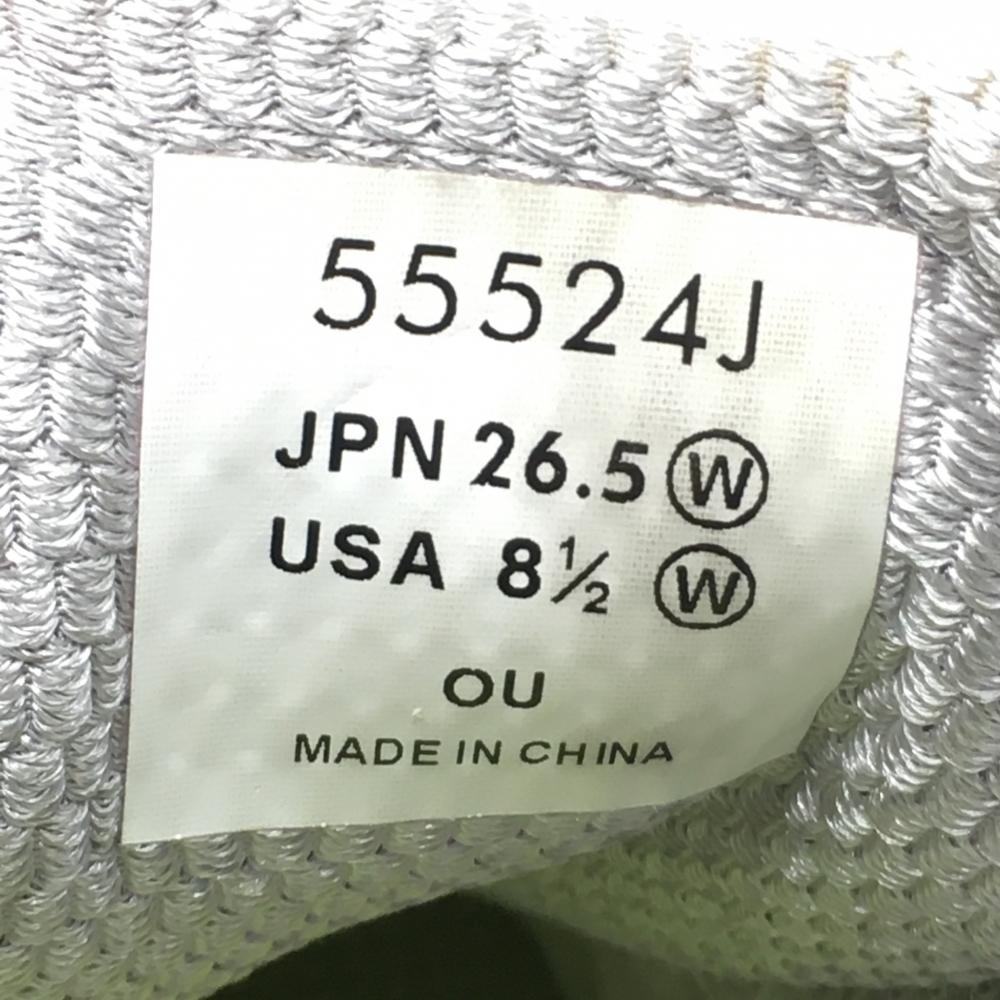 55524J
JPN 26.5 Ⓦ
USA 8½ Ⓦ
OU
MADE IN CHINA